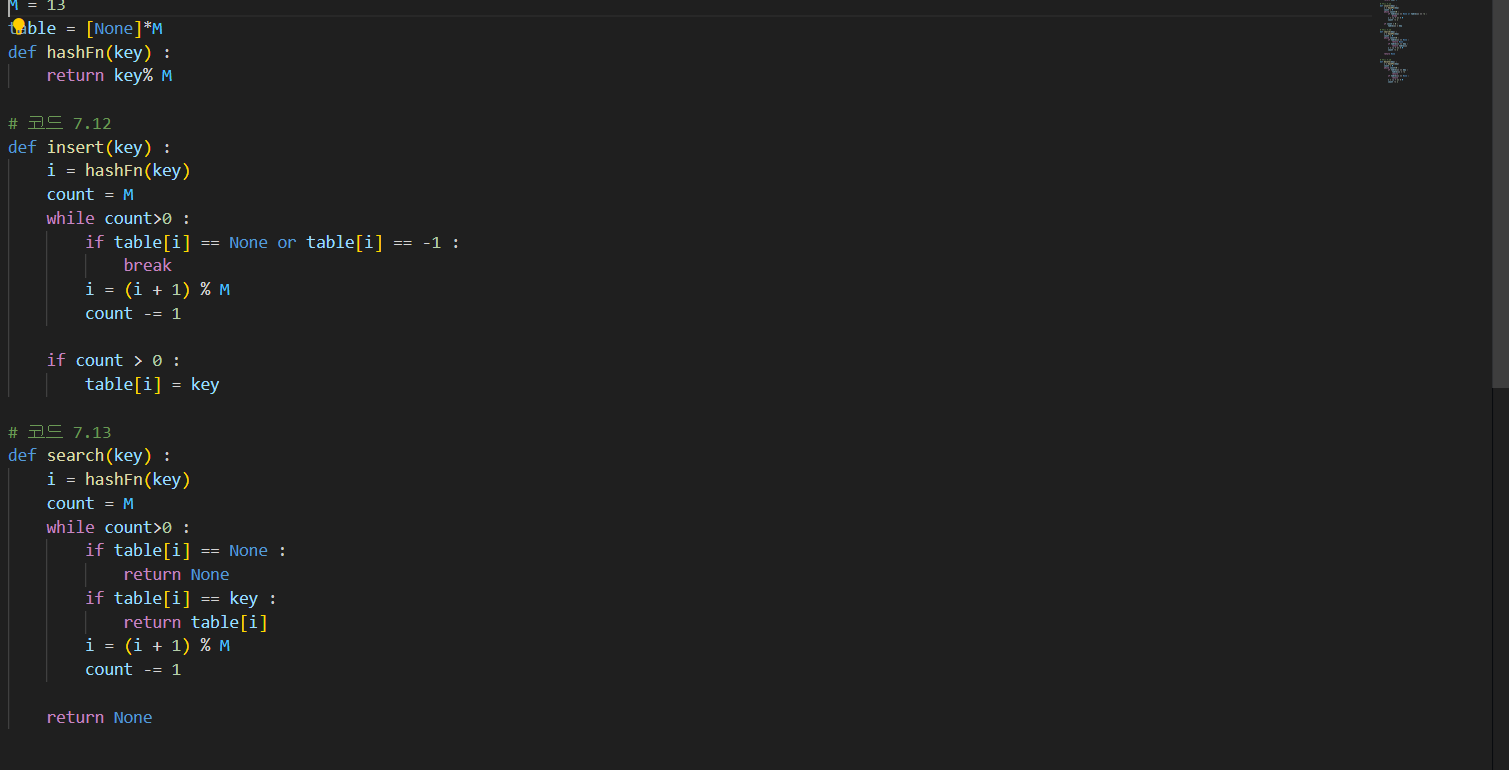 M = 13
table = [None]*M
def hashFn(key) :
    return key% M
# 코드 7.12
def insert(key) :
    i = hashFn(key)
    count = M
    while count>0 :
        if table[i] == None or table[i] == -1 :
            break
        i = (i + 1) % M
        count -= 1
    if count > 0 :
        table[i] = key
# 코드 7.13
def search(key) :
    i = hashFn(key)
    count = M
    while count>0 :
        if table[i] == None :
            return None
        if table[i] == key :
            return table[i]
        i = (i + 1) % M
        count -= 1
    return None